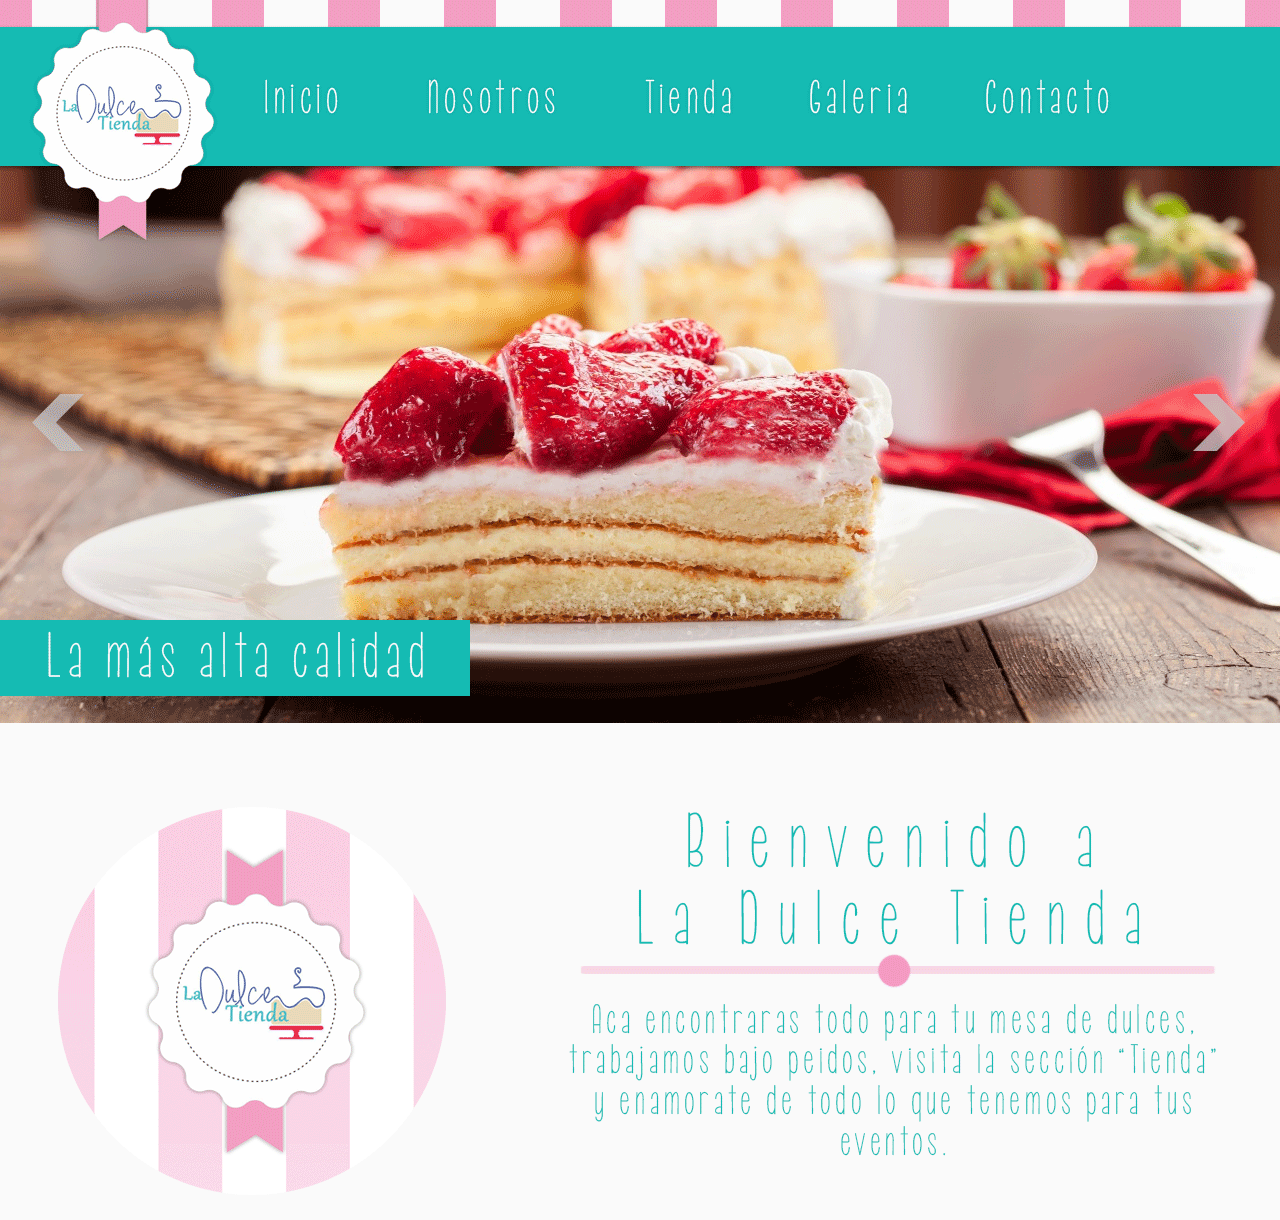 La Dulce
Tienda
Inicio Nosotros Tienda Galeria Contacto
La más alta calidad
La Dulce
Tienda
Bienvenido a
La Dulce Tienda
Aca encontraras todo para tu mesa de dulces,
trabajamos bajo peidos, visita la sección “Tienda”
y enamorate de todo lo que tenemos para tus
eventos.